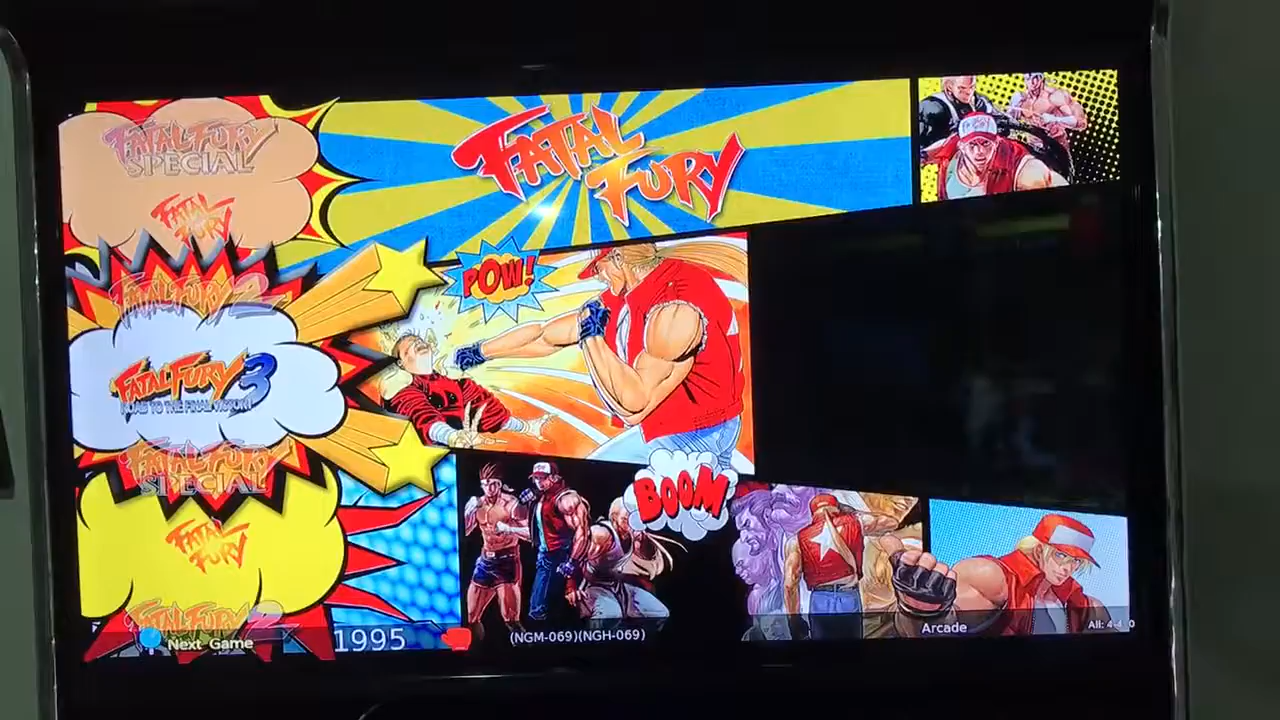 FATAL FURY
SPECIAL
FATAL
FURY
FATAL
FURY
FATAL FURY 2
POW!
FATAL FURY 3
ROAD TO THE FINAL VICTORY
FATAL FURY
SPECIAL
BOOM
FATAL
FURY
FATAL FURY 2
Next Game
1995
(NGM-069)(NGH-069)
Arcade